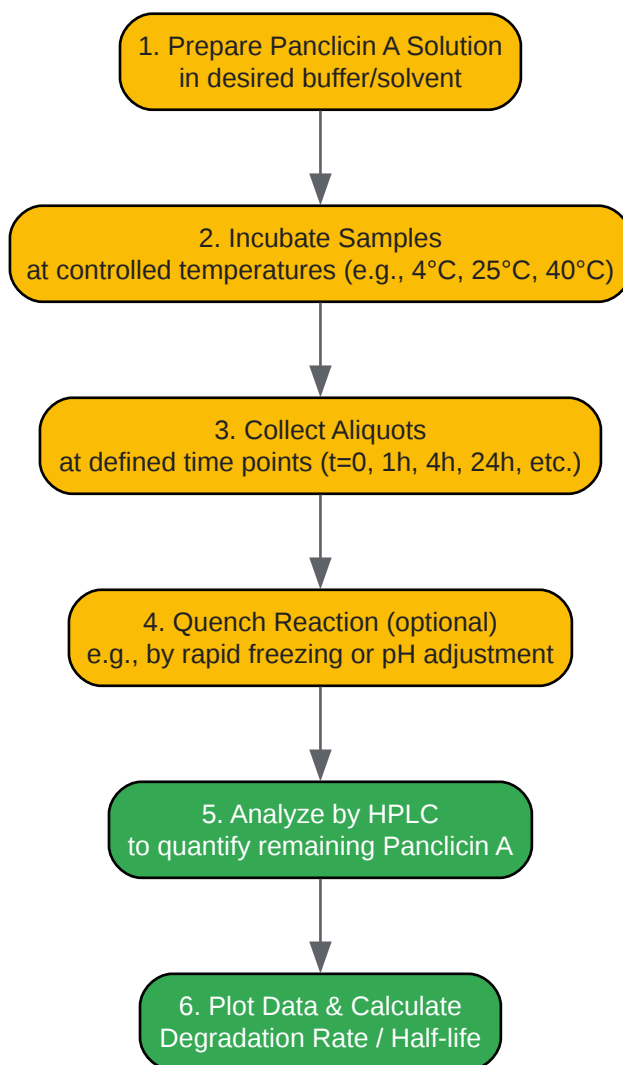 1. Prepare Panclicin A Solution
in desired buffer/solvent
2. Incubate Samples
at controlled temperatures (e.g., 4°C, 25°C, 40°C)
3. Collect Aliquots
at defined time points (t=0, 1h, 4h, 24h, etc.)
4. Quench Reaction (optional)
e.g., by rapid freezing or pH adjustment
5. Analyze by HPLC
to quantify remaining Panclicin A
6. Plot Data & Calculate
Degradation Rate / Half-life